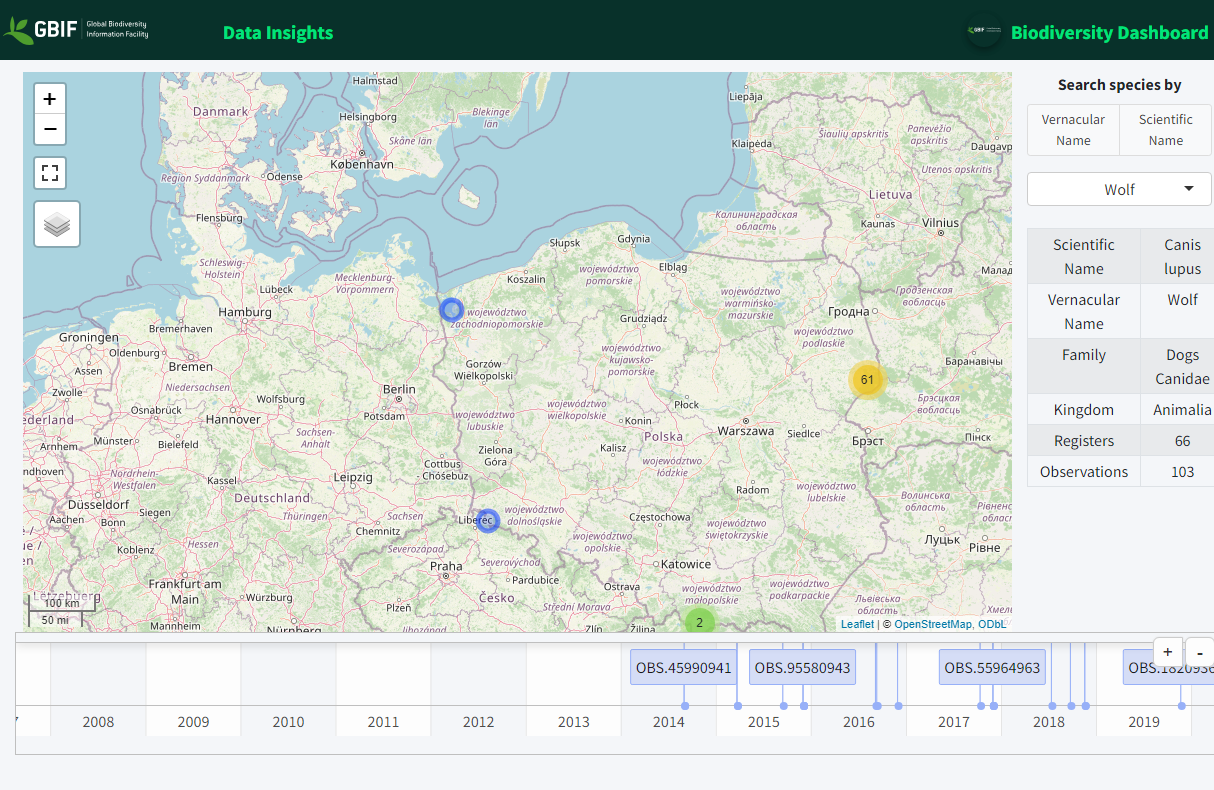 GBIF
Global Biodiversity
Information Facility
Data Insights
Biodiversity Dashboard
+
−
Search species by
Vernacular
Name
Scientific
Name
Wolf
Scientific
Name
Canis
lupus
Vernacular
Name
Wolf
Family
Dogs
Canidae
Kingdom
Animalia
Registers
66
Observations
103
Halmstad
Liepāja
Danmark
Helsingborg
Blekinge
län
Skåne län
Šiaulių apskritis
Panevėžio
apskritis
Klaipėda
Daugavp
København
Utenos apskritis
Region Syddanmark
Odense
Lietuva
Flensburg
Калининградская
область
Kaunas
Vilnius
Słupsk
Gdynia
Schleswig-
Holstein
Koszalin
województwo
pomorskie
Elbląg
Малад
Mecklenburg-
Vorpommern
Lübeck
województwo
warmińsko-
mazurskie
Гродзенская
вобласць
Hamburg
województwo
zachodniopomorskie
Grudziądz
Гродна
Bremerhaven
Groningen
województwo
podlaskie
Oldenburg
Bremen
Assen
Gorzów
Wielkopolski
województwo
kujawsko-
pomorskie
Баранавічы
61
Zwolle
Niedersachsen
Berlin
Wolfsburg
Брэсцкая
вобласць
Osnabrück
Hannover
Potsdam
województwo
lubuskie
województwo
wielkopolskie
Płock
ederland
Konin
Warszawa
Siedlce
Брэст
Пінск
Arnhem
Münster
Bielefeld
Sachsen-
Anhalt
Zielona
Góra
Kalisz
Polska
ndhoven
Nordrhein-
Westfalen
Kassel
Leipzig
Cottbus
- Chóśebuz
województwo
łódzkie
Radom
województwo
lubelskie
Düsseldorf
Siegen
Deutschland
Волинська
область
Aachen
Bonn
Thüringen
Sachsen
Chemnitz
Liberec
województwo
dolnośląskie
Częstochowa
województwo
świętokrzyskie
Рівненс
област
Hessen
Koblenz
Severozápad
województwo
opolskie
Луцьк
Рівне
Praha
Severovýchod
Katowice
Frankfurt am
Main
Pardubice
Ostrava
województwo
małopolskie
województwo
podkarpackie
Würzburg
Plzeň
Česko
Střední Morava
Львівська
область
Хмел
Lëtzebuerg
100 km
50 mi
Mannheim
Nürnberg
Jihozápad
Zlín
Žilina
2
Leaflet | © OpenStreetMap, ODbL
+
-
OBS.45990941
OBS.95580943
OBS.55964963
7
2008
2009
2010
2011
2012
2013
2014
2015
2016
2017
2018
2019